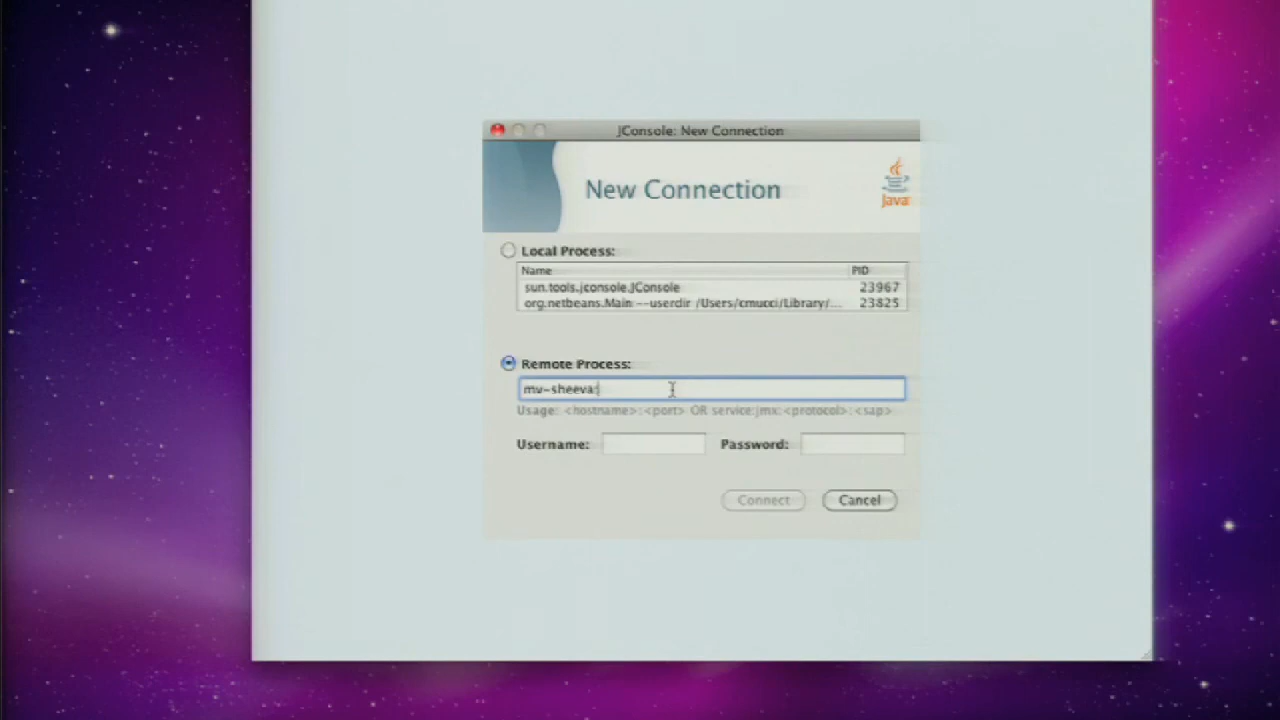 JConsole: New Connection
New Connection
Java
Local Process:
Name PID
sun.tools.jconsole.JConsole 23967
org.netbeans.Main --userdir /Users/cmucci/Library/... 23825
Remote Process:
mv-sheeva:
Usage: <hostname>:<port> OR service:jmx:<protocol>:<sap>
Username: Password:
Connect Cancel